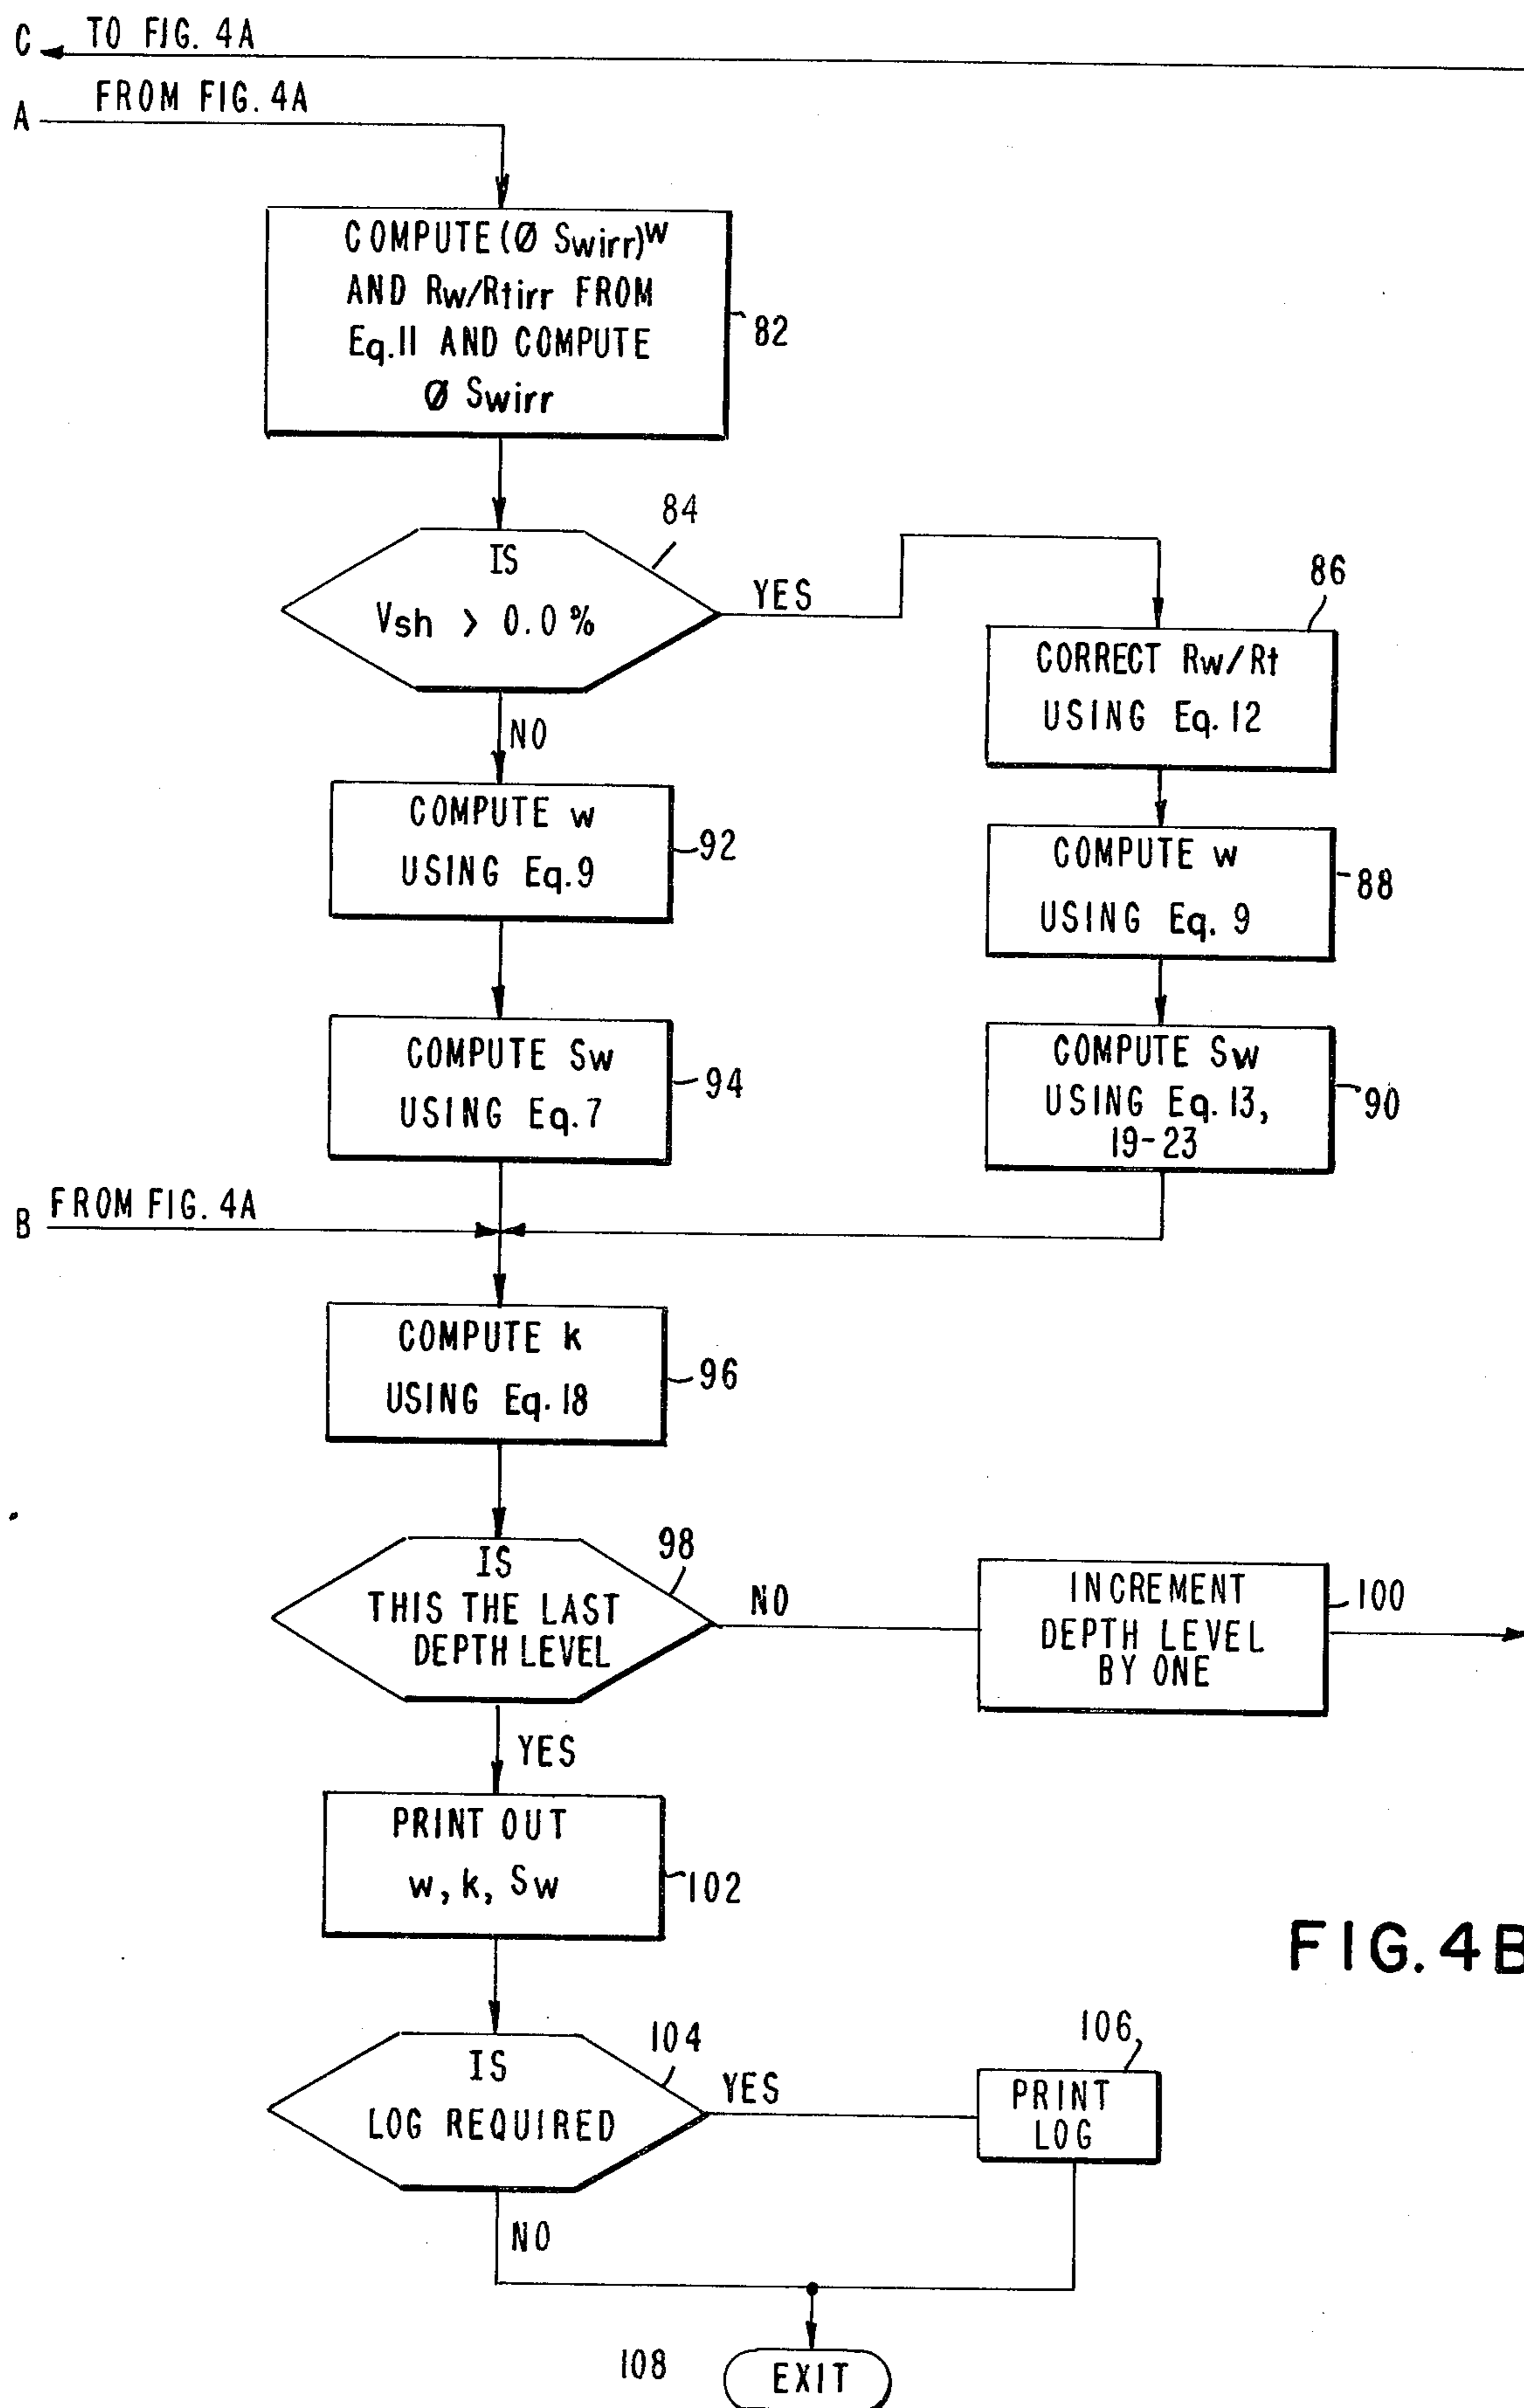 C TO FIG. 4A
A FROM FIG. 4A
COMPUTE (Ø Swirr)w
AND Rw/Rtirr FROM
Eq.11 AND COMPUTE
Ø Swirr
82
84
IS
Vsh > 0.0 %
YES
NO
86
CORRECT Rw/Rt
USING Eq. 12
COMPUTE w
USING Eq. 9
92
COMPUTE w
USING Eq. 9
88
COMPUTE Sw
USING Eq. 7
94
COMPUTE Sw
USING Eq. 13,
19-23
90
B FROM FIG. 4A
COMPUTE k
USING Eq. 18
96
98
IS
THIS THE LAST
DEPTH LEVEL
NO
INCREMENT
DEPTH LEVEL
BY ONE
100
YES
PRINT OUT
w, k, Sw
102
FIG. 4B
104
IS
LOG REQUIRED
YES
106
PRINT
LOG
NO
108
EXIT